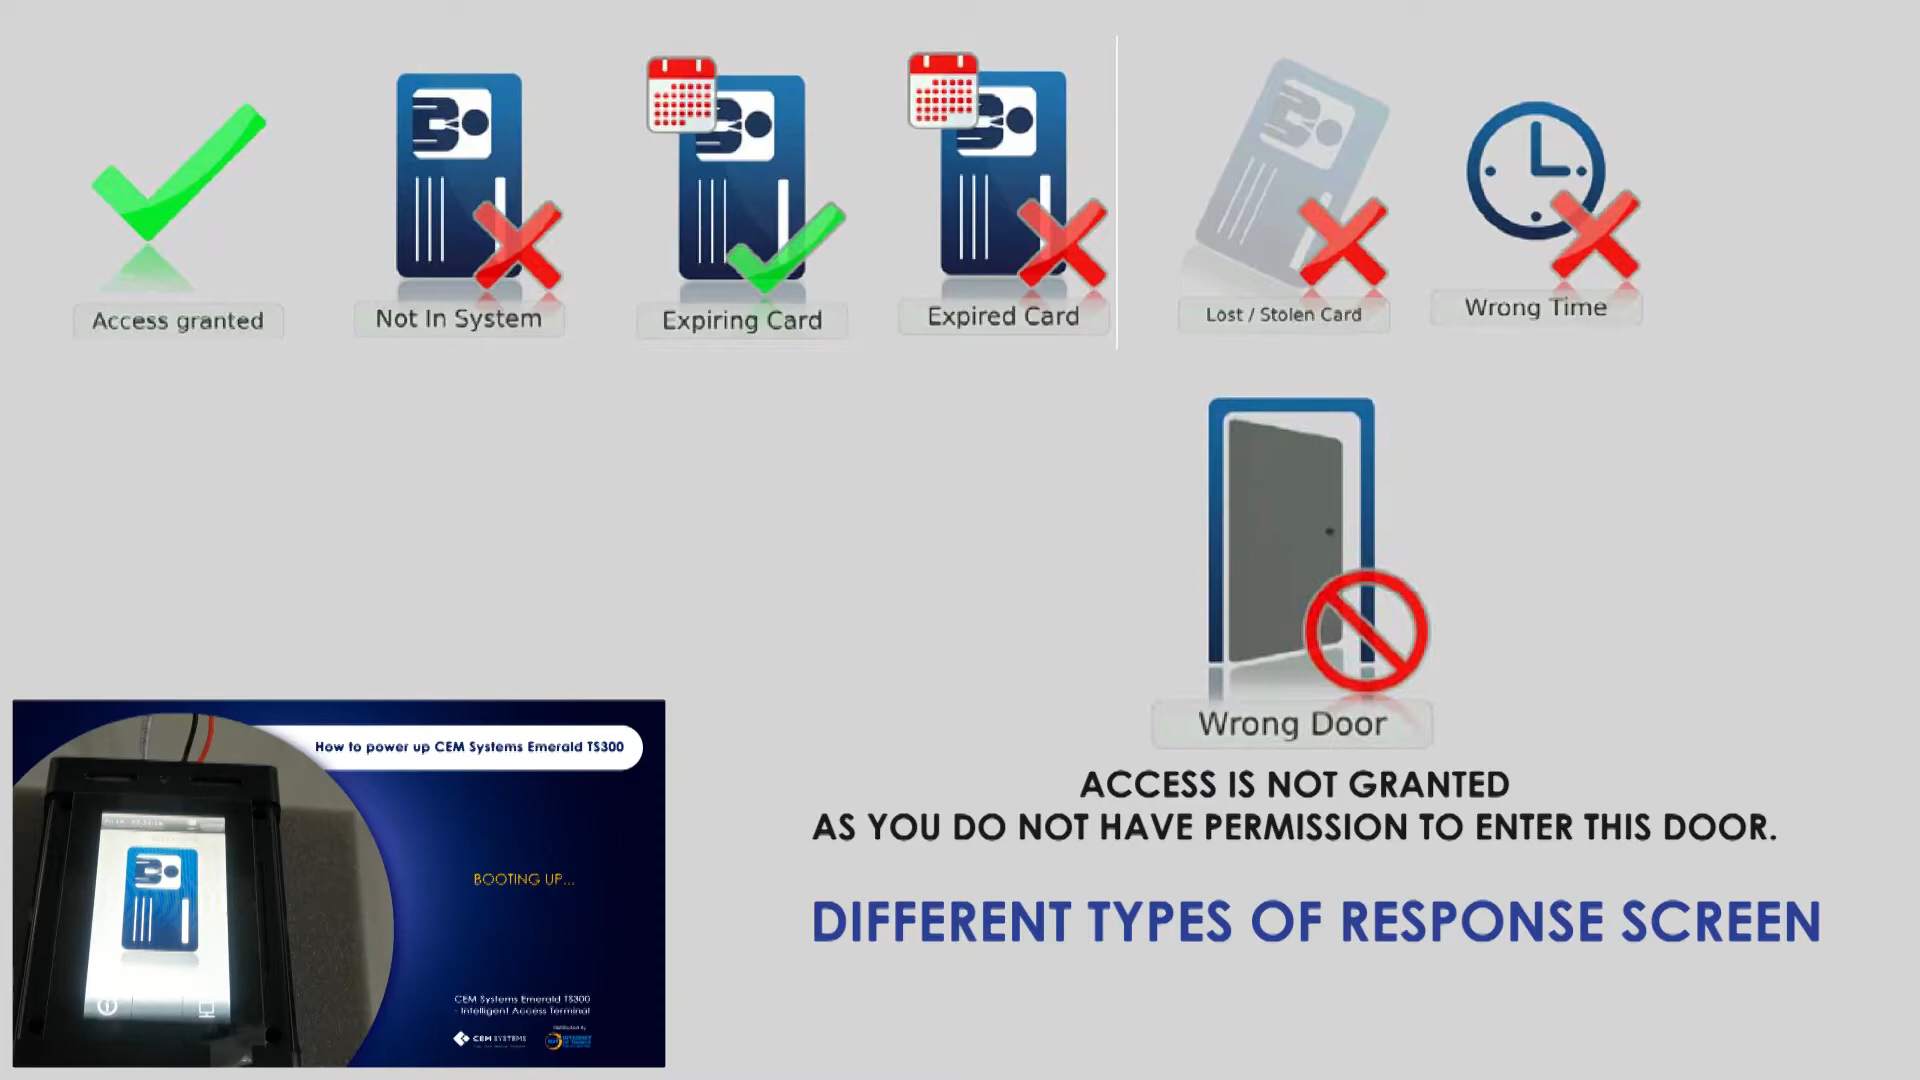 Access granted
Not In System
Expiring Card
Expired Card
Lost / Stolen Card
Wrong Time
Wrong Door
ACCESS IS NOT GRANTED
AS YOU DO NOT HAVE PERMISSION TO ENTER THIS DOOR.
DIFFERENT TYPES OF RESPONSE SCREEN
How to power up CEM Systems Emerald TS300
BOOTING UP...
CEM Systems Emerald TS300
- Intelligent Access Terminal
CEM SYSTEMS